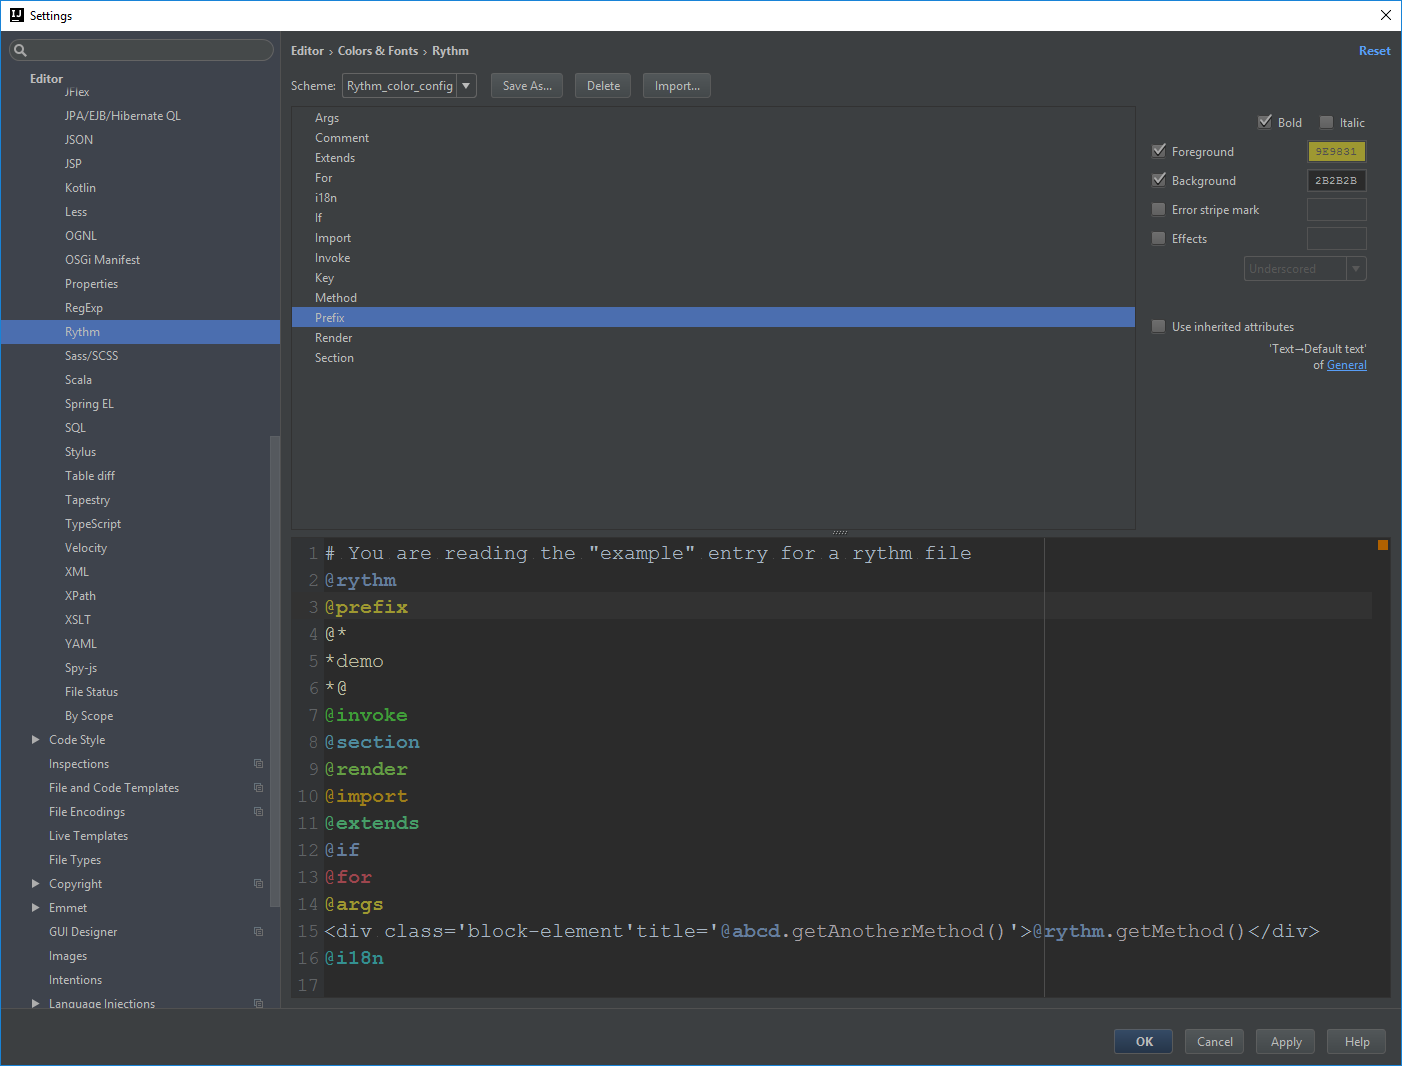 IJ Settings
Editor › Colors & Fonts › Rythm
Reset
Scheme: Rythm_color_config Save As... Delete Import...
Editor
JFlex
JPA/EJB/Hibernate QL
JSON
JSP
Kotlin
Less
OGNL
OSGi Manifest
Properties
RegExp
Rythm
Sass/SCSS
Scala
Spring EL
SQL
Stylus
Table diff
Tapestry
TypeScript
Velocity
XML
XPath
XSLT
YAML
Spy-js
File Status
By Scope
Code Style
Inspections
File and Code Templates
File Encodings
Live Templates
File Types
Copyright
Emmet
GUI Designer
Images
Intentions
Language Injections
Args
Comment
Extends
For
i18n
If
Import
Invoke
Key
Method
Prefix
Render
Section
Bold Italic
Foreground 9E9831
Background 2B2B2B
Error stripe mark
Effects
Underscored
Use inherited attributes
'Text→Default text'
of General
1 # You are reading the "example" entry for a rythm file
2 @rythm
3 @prefix
4 @*
5 *demo
6 *@
7 @invoke
8 @section
9 @render
10 @import
11 @extends
12 @if
13 @for
14 @args
15 <div class='block-element'title='@abcd.getAnotherMethod()'>@rythm.getMethod()</div>
16 @i18n
17
OK Cancel Apply Help